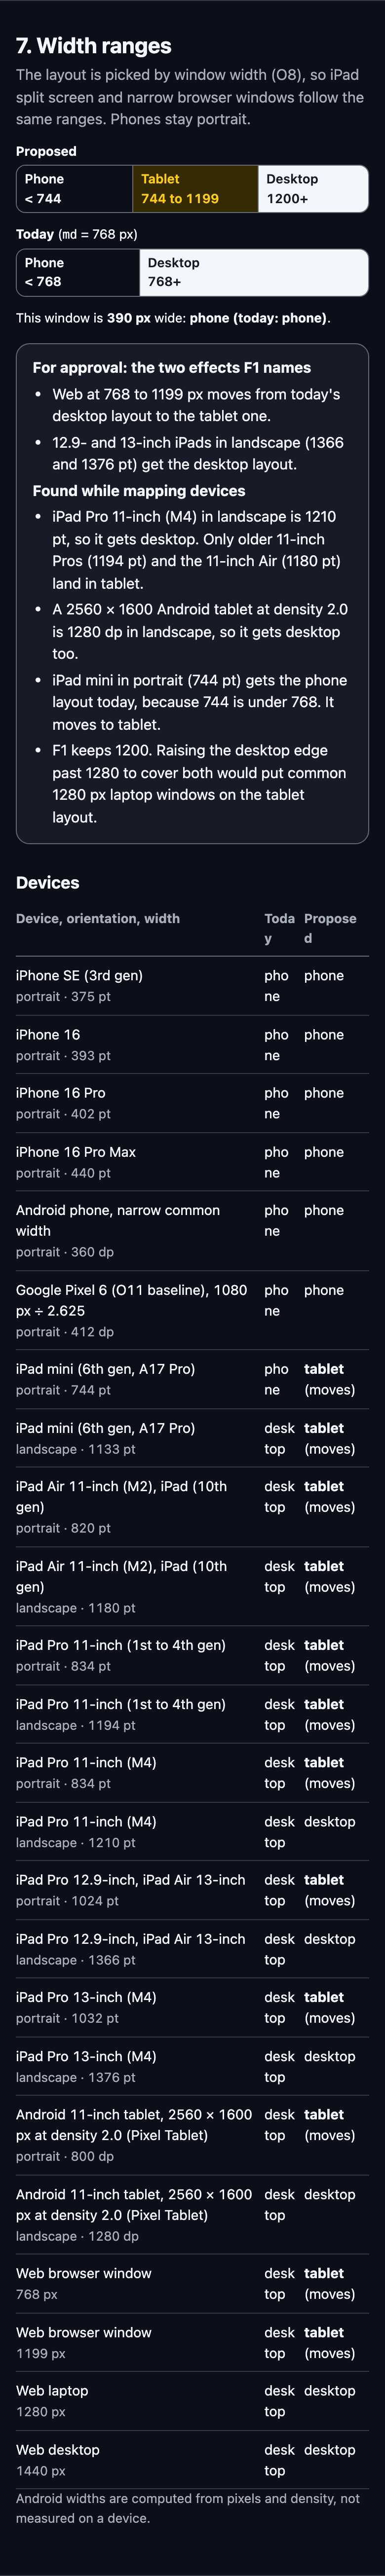 7. Width ranges
The layout is picked by window width (O8), so iPad
split screen and narrow browser windows follow the
same ranges. Phones stay portrait.
Proposed
Phone
< 744
Tablet
744 to 1199
Desktop
1200+
Today (md = 768 px)
Phone
< 768
Desktop
768+
This window is 390 px wide: phone (today: phone).
For approval: the two effects F1 names
• Web at 768 to 1199 px moves from today's
desktop layout to the tablet one.
• 12.9- and 13-inch iPads in landscape (1366
and 1376 pt) get the desktop layout.
Found while mapping devices
• iPad Pro 11-inch (M4) in landscape is 1210
pt, so it gets desktop. Only older 11-inch
Pros (1194 pt) and the 11-inch Air (1180 pt)
land in tablet.
• A 2560 × 1600 Android tablet at density 2.0
is 1280 dp in landscape, so it gets desktop
too.
• iPad mini in portrait (744 pt) gets the phone
layout today, because 744 is under 768. It
moves to tablet.
• F1 keeps 1200. Raising the desktop edge
past 1280 to cover both would put common
1280 px laptop windows on the tablet
layout.
Devices
Device, orientation, width Toda Propose
y d
iPhone SE (3rd gen) pho phone
portrait · 375 pt ne
iPhone 16 pho phone
portrait · 393 pt ne
iPhone 16 Pro pho phone
portrait · 402 pt ne
iPhone 16 Pro Max pho phone
portrait · 440 pt ne
Android phone, narrow common pho phone
width ne
portrait · 360 dp
Google Pixel 6 (O11 baseline), 1080 pho phone
px ÷ 2.625 ne
portrait · 412 dp
iPad mini (6th gen, A17 Pro) pho tablet
portrait · 744 pt ne (moves)
iPad mini (6th gen, A17 Pro) desk tablet
landscape · 1133 pt top (moves)
iPad Air 11-inch (M2), iPad (10th desk tablet
gen) top (moves)
portrait · 820 pt
iPad Air 11-inch (M2), iPad (10th desk tablet
gen) top (moves)
landscape · 1180 pt
iPad Pro 11-inch (1st to 4th gen) desk tablet
portrait · 834 pt top (moves)
iPad Pro 11-inch (1st to 4th gen) desk tablet
landscape · 1194 pt top (moves)
iPad Pro 11-inch (M4) desk tablet
portrait · 834 pt top (moves)
iPad Pro 11-inch (M4) desk desktop
landscape · 1210 pt top
iPad Pro 12.9-inch, iPad Air 13-inch desk tablet
portrait · 1024 pt top (moves)
iPad Pro 12.9-inch, iPad Air 13-inch desk desktop
landscape · 1366 pt top
iPad Pro 13-inch (M4) desk tablet
portrait · 1032 pt top (moves)
iPad Pro 13-inch (M4) desk desktop
landscape · 1376 pt top
Android 11-inch tablet, 2560 × 1600 desk tablet
px at density 2.0 (Pixel Tablet) top (moves)
portrait · 800 dp
Android 11-inch tablet, 2560 × 1600 desk desktop
px at density 2.0 (Pixel Tablet) top
landscape · 1280 dp
Web browser window desk tablet
768 px top (moves)
Web browser window desk tablet
1199 px top (moves)
Web laptop desk desktop
1280 px top
Web desktop desk desktop
1440 px top
Android widths are computed from pixels and density, not
measured on a device.